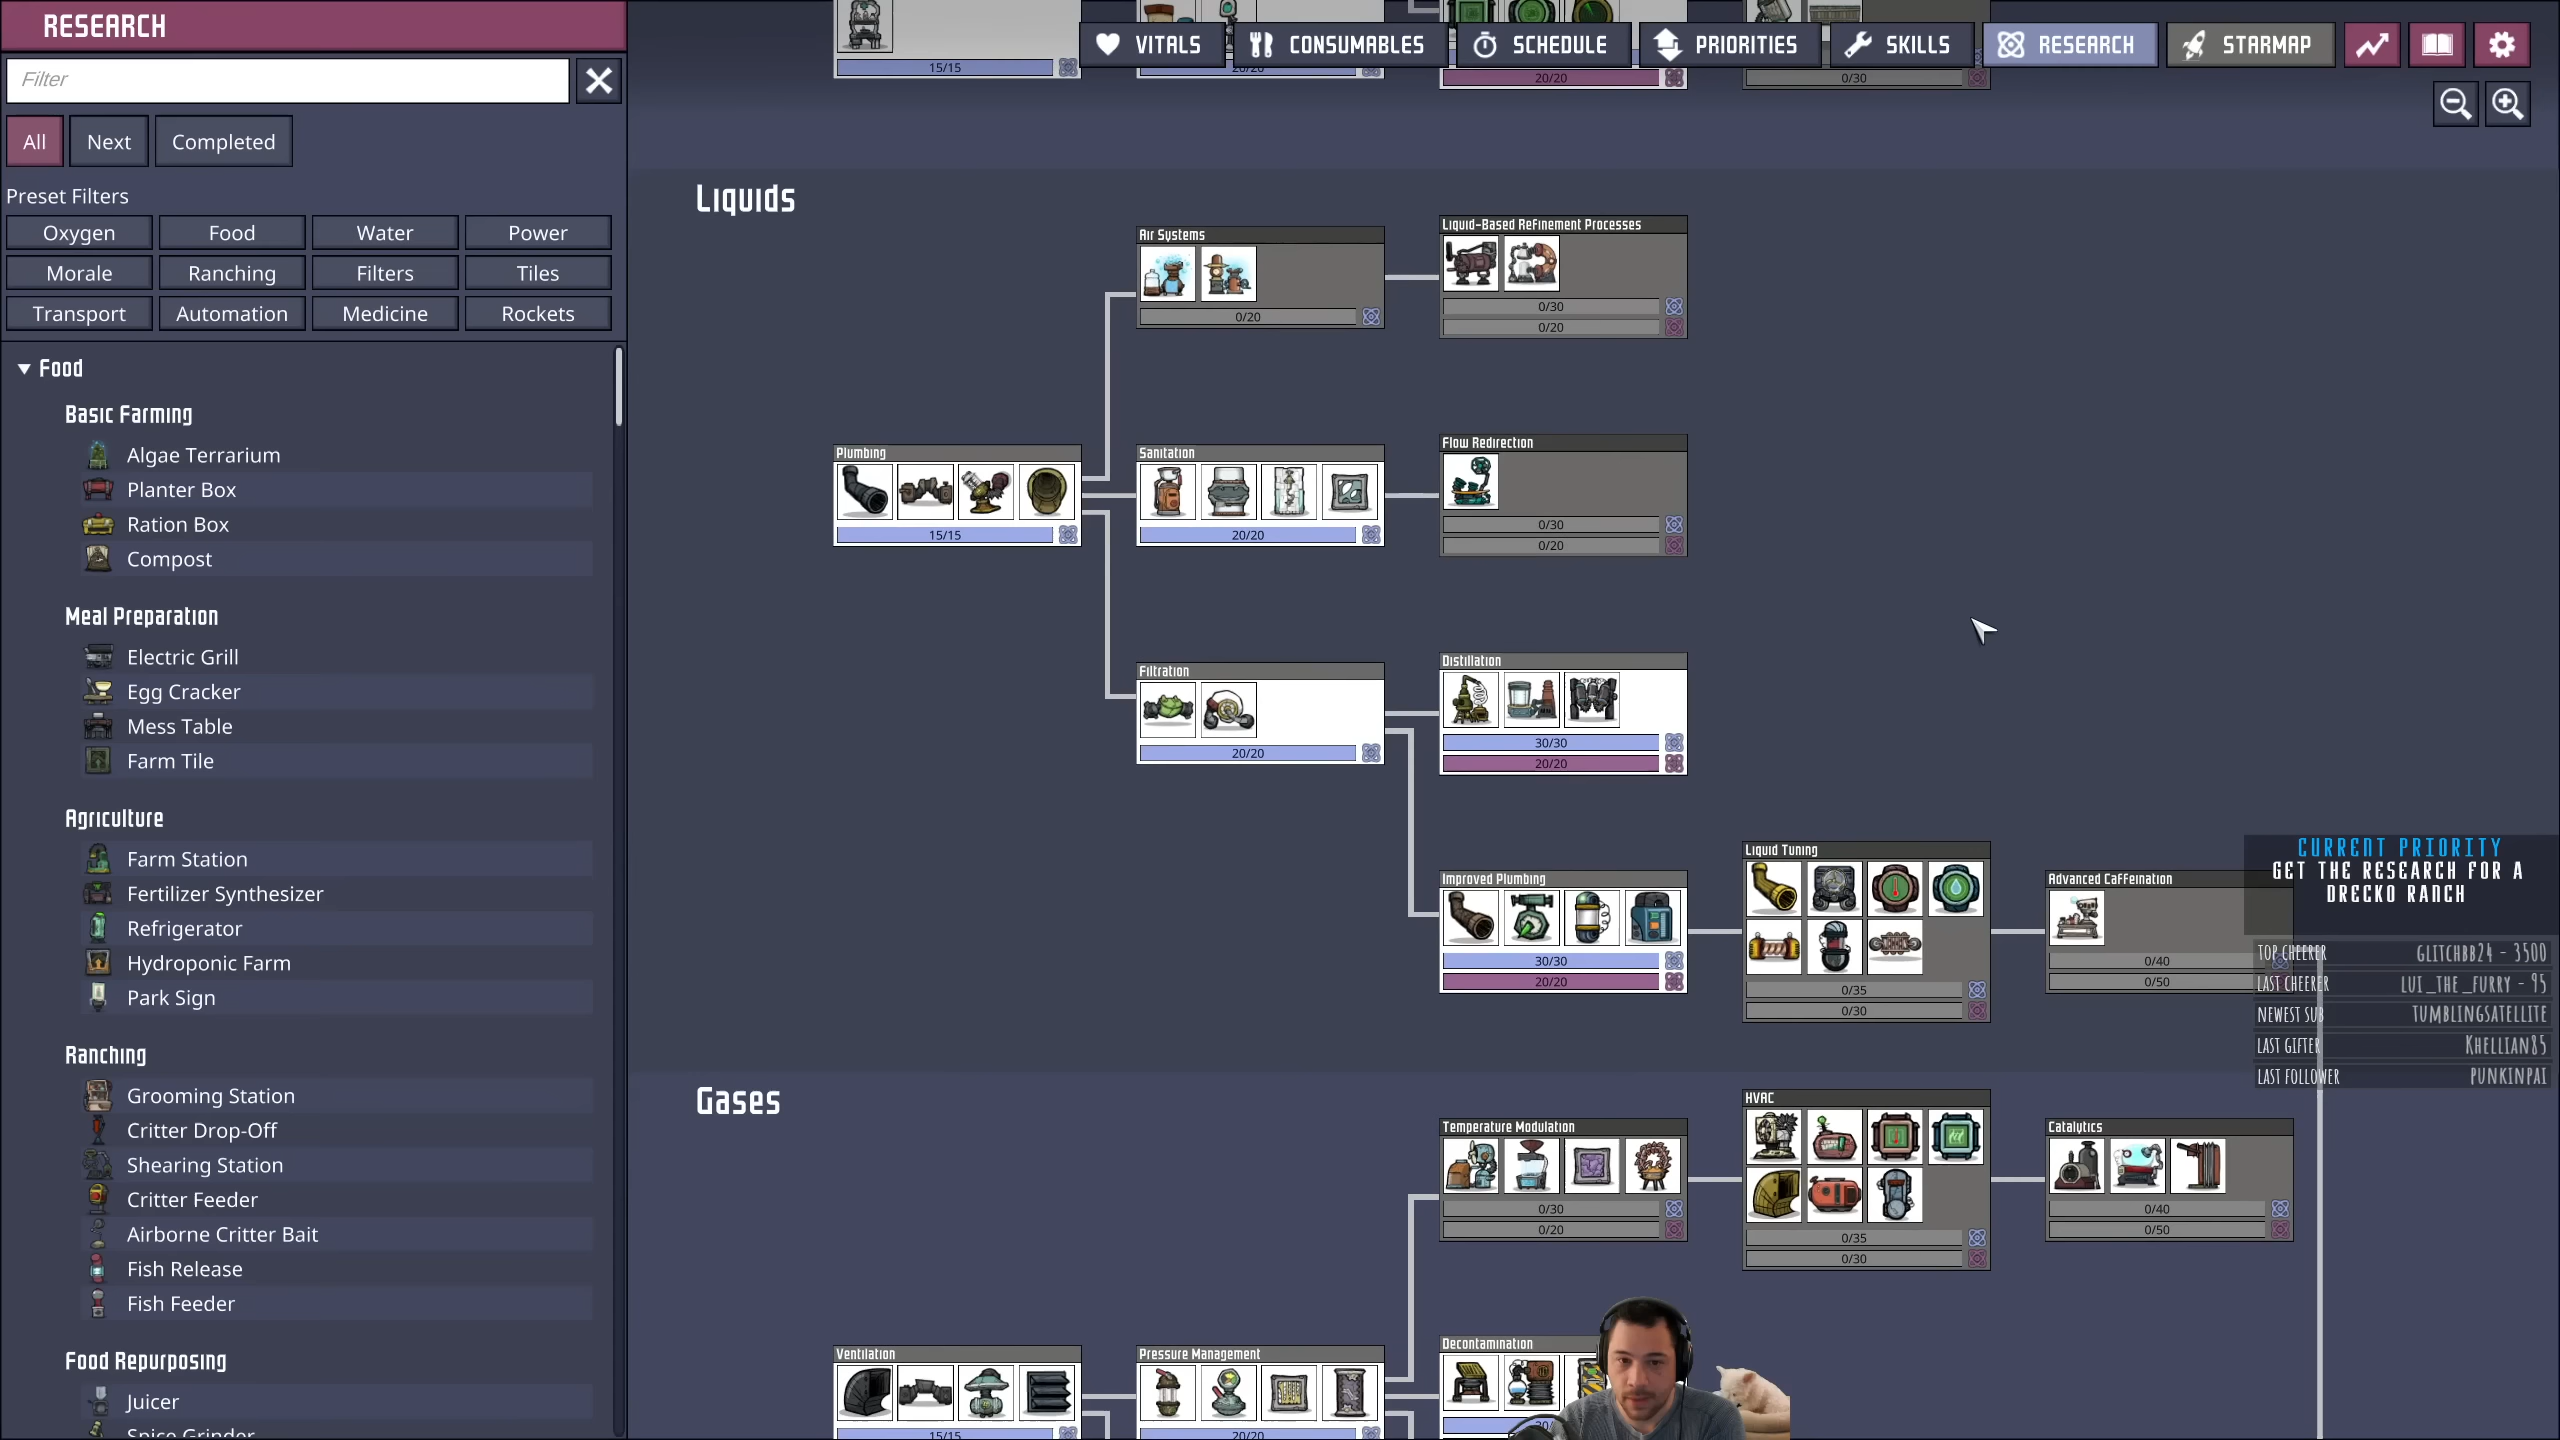 RESEARCH
VITALS
CONSUMABLES
SCHEDULE
PRIORITIES
SKILLS
RESEARCH
STARMAP
Filter
All
Next
Completed
Preset Filters
Oxygen
Food
Water
Power
Morale
Ranching
Filters
Tiles
Transport
Automation
Medicine
Rockets
Food
Basic Farming
Algae Terrarium
Planter Box
Ration Box
Compost
Meal Preparation
Electric Grill
Egg Cracker
Mess Table
Farm Tile
Agriculture
Farm Station
Fertilizer Synthesizer
Refrigerator
Hydroponic Farm
Park Sign
Ranching
Grooming Station
Critter Drop-Off
Shearing Station
Critter Feeder
Airborne Critter Bait
Fish Release
Fish Feeder
Food Repurposing
Juicer
Spice Grinder
15/15
20/20
20/20
0/30
Liquids
Air Systems
0/20
Liquid-Based Refinement Processes
0/30
0/20
Plumbing
15/15
Sanitation
20/20
Flow Redirection
0/30
0/20
Filtration
20/20
Distillation
30/30
20/20
Improved Plumbing
30/30
20/20
Liquid Tuning
0/35
0/30
Advanced Caffeination
0/40
0/50
CURRENT PRIORITY
GET THE RESEARCH FOR A
DRECKO RANCH
TOP CHEERER GLITCHBB24 - 3500
LAST CHEERER LUI_THE_FURRY - 95
NEWEST SUB TUMBLINGSATELLITE
LAST GIFTER KHELLIAN85
LAST FOLLOWER PUNKINPAI
Gases
Temperature Modulation
0/30
0/20
HVAC
0/35
0/30
Catalytics
0/40
0/50
Ventilation
15/15
Pressure Management
20/20
Decontamination